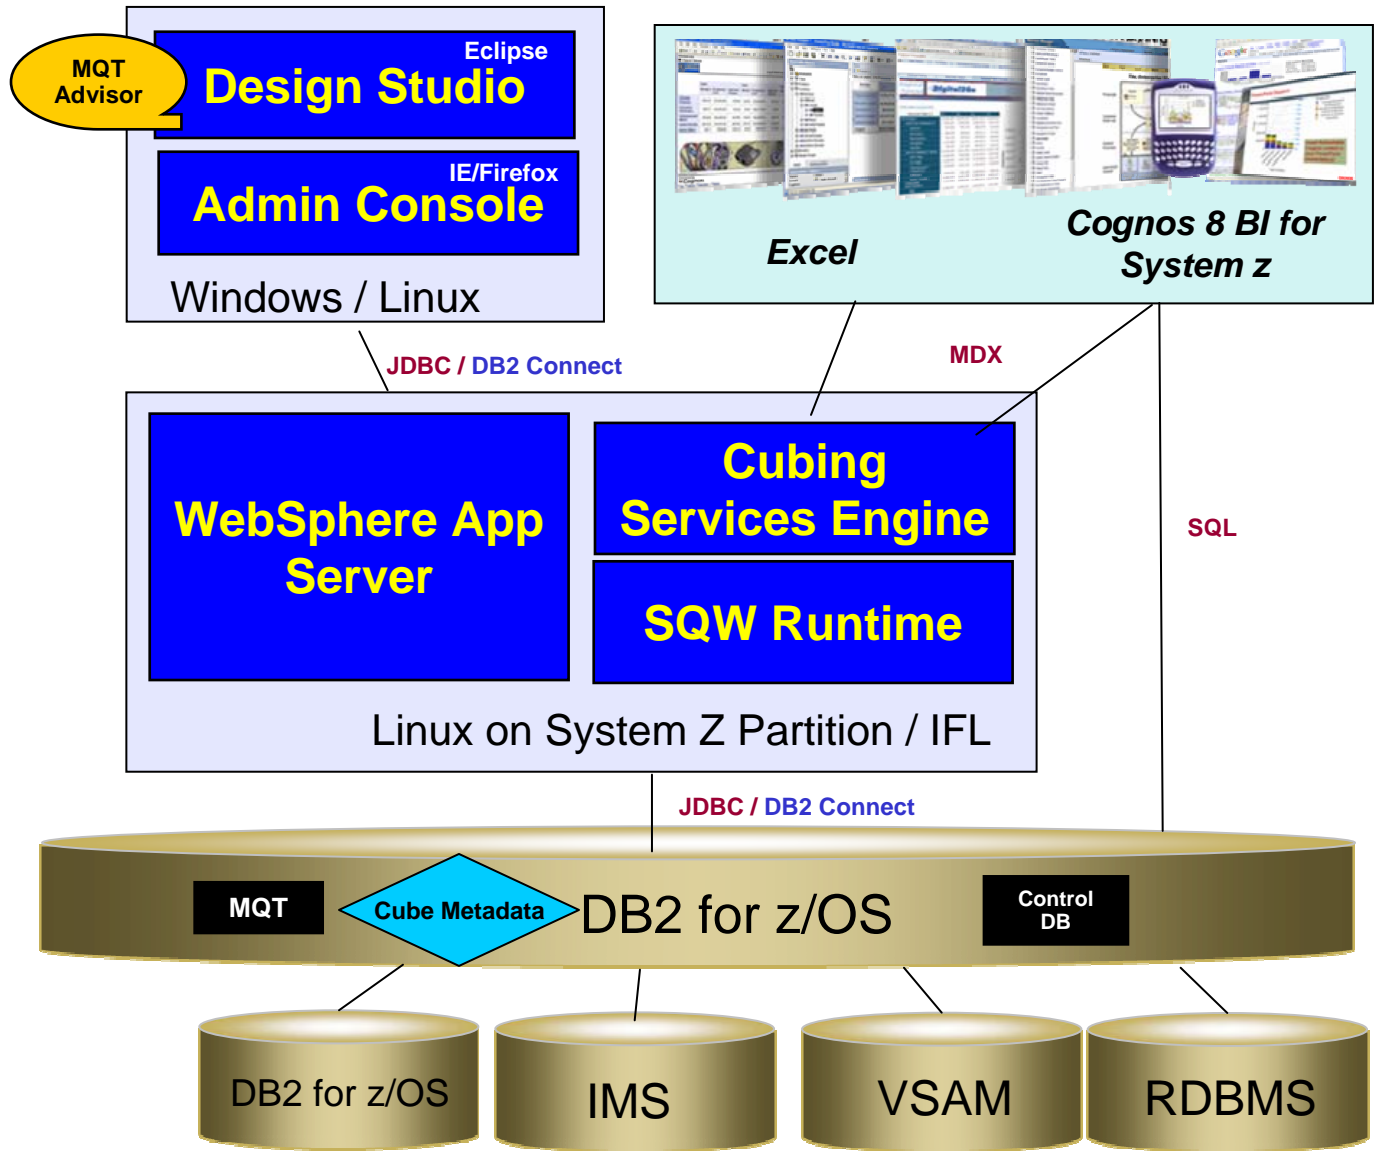 MQT
Advisor
Eclipse
Design Studio
IE/Firefox
Admin Console
Windows / Linux
Google
Excel
Cognos 8 BI for
System z
JDBC / DB2 Connect
MDX
WebSphere App
Server
Cubing
Services Engine
SQW Runtime
SQL
Linux on System Z Partition / IFL
JDBC / DB2 Connect
MQT
Cube Metadata
DB2 for z/OS
Control
DB
DB2 for z/OS
IMS
VSAM
RDBMS